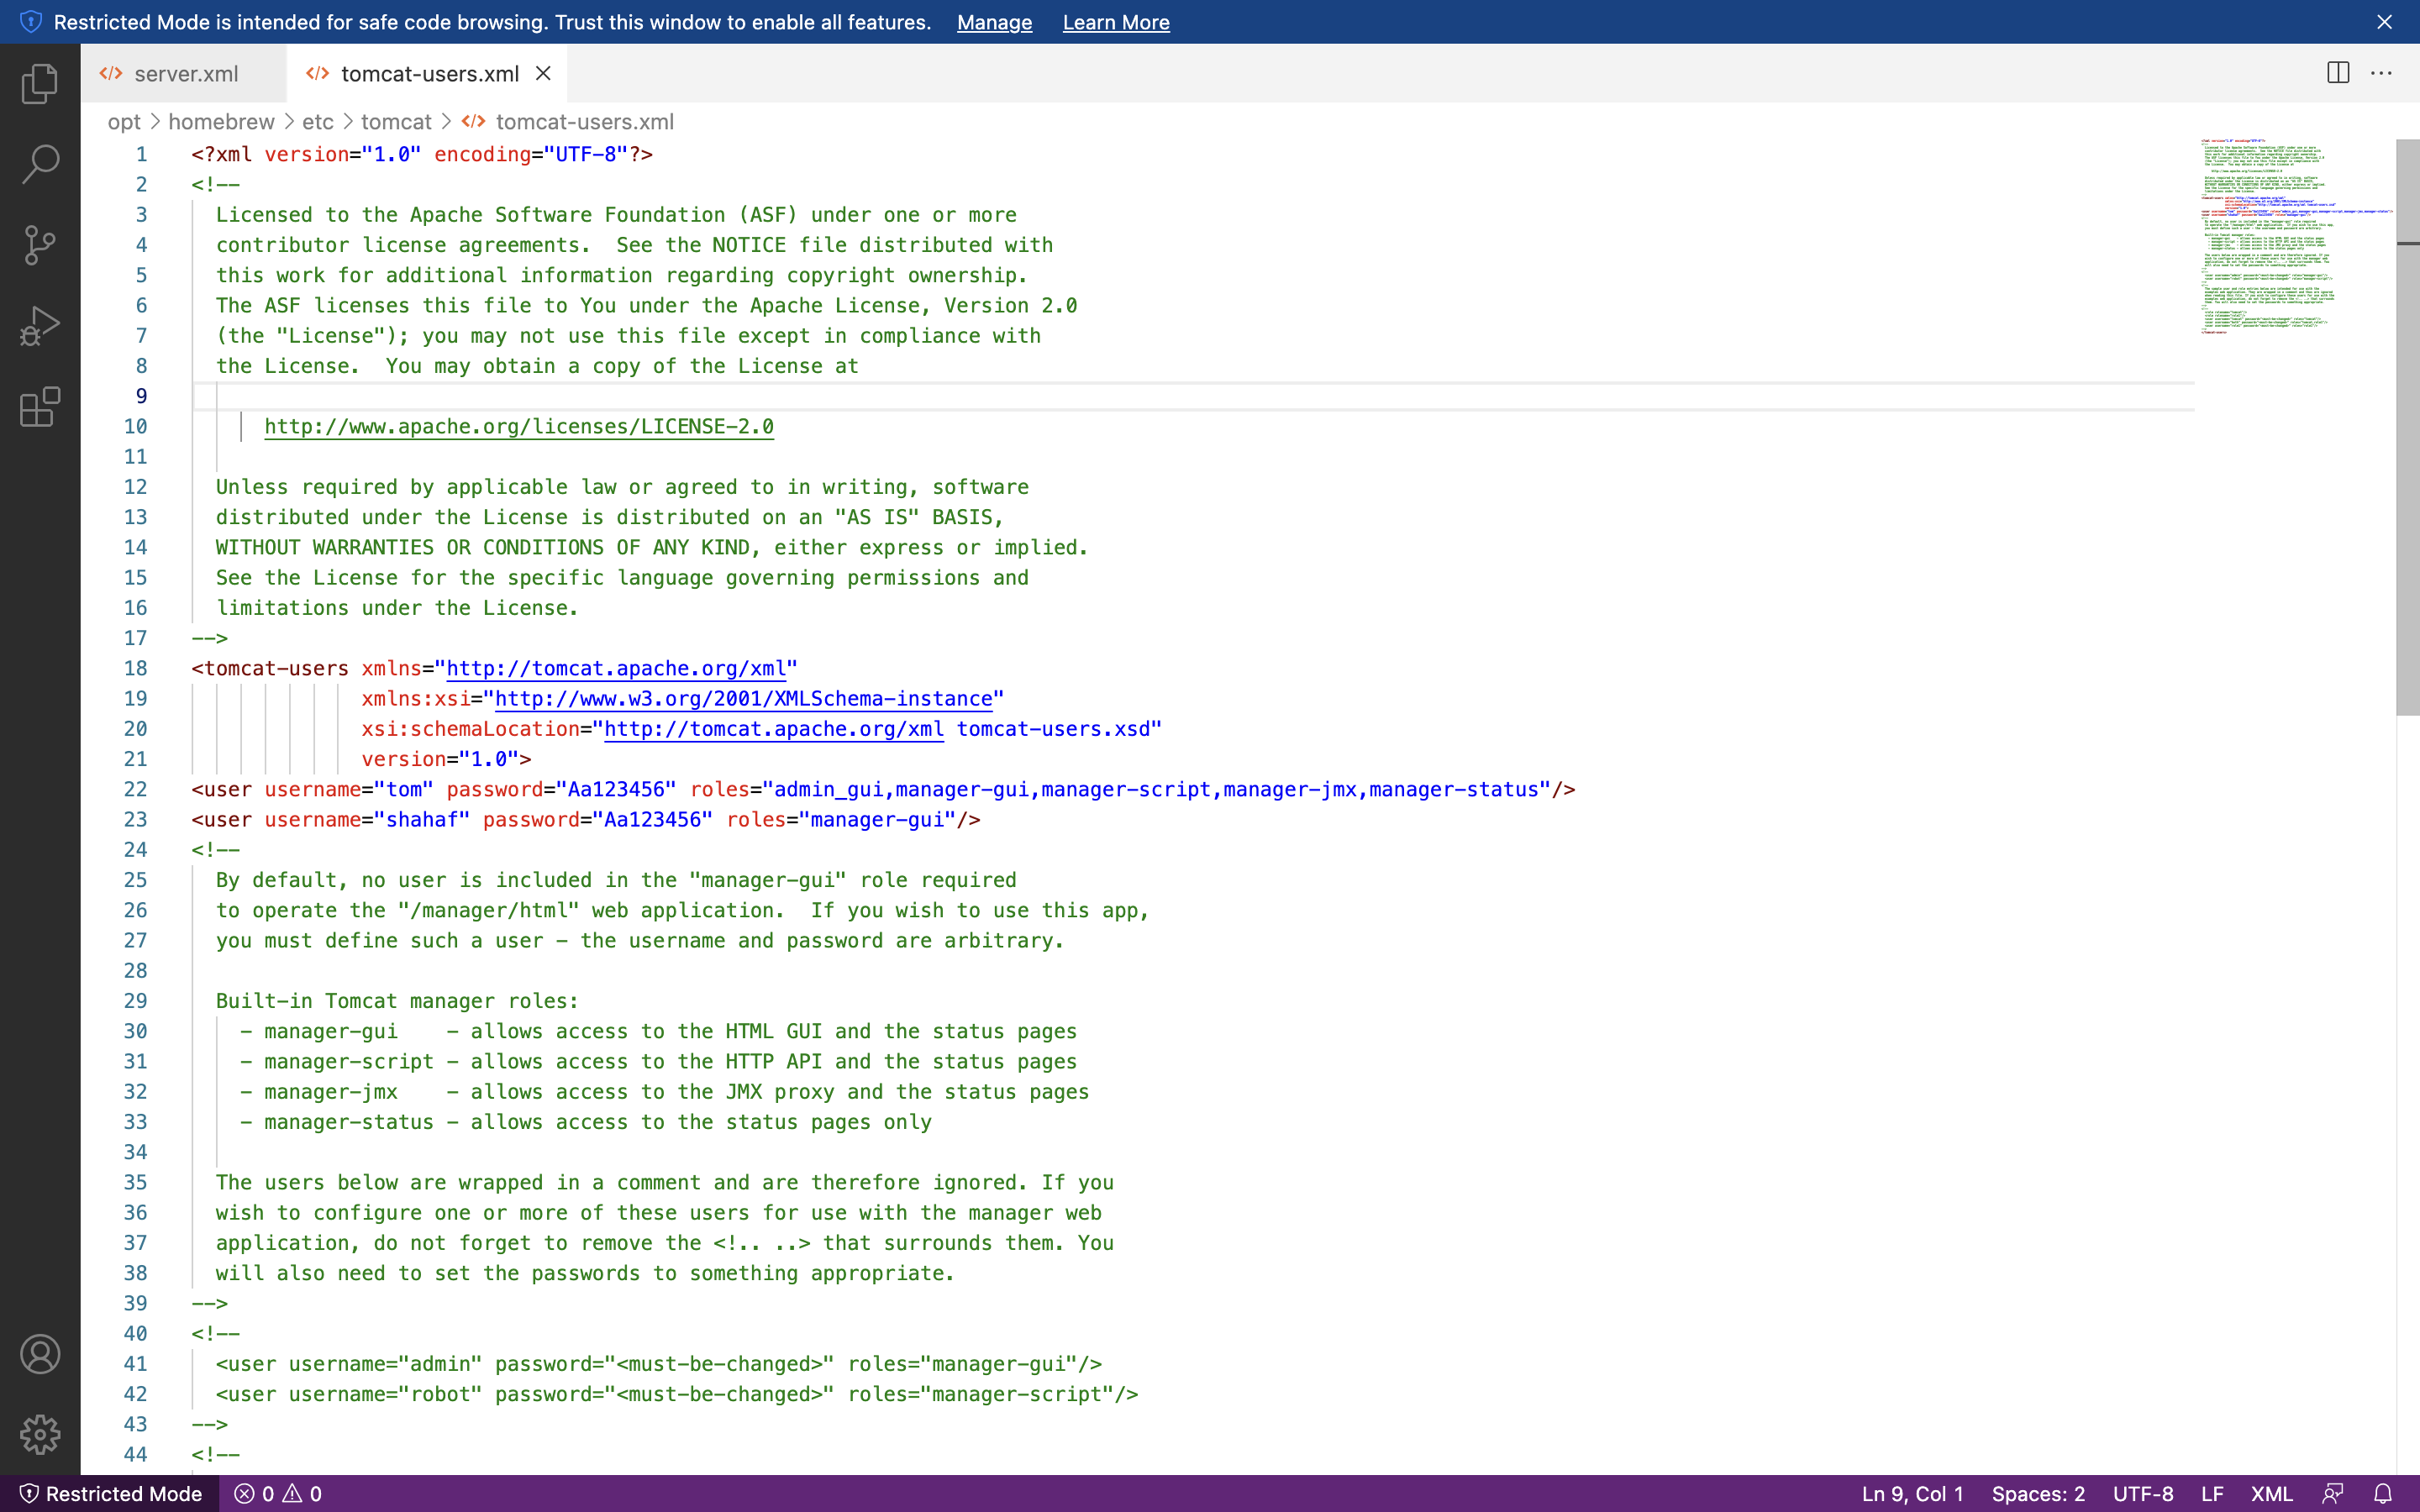 Restricted Mode is intended for safe code browsing. Trust this window to enable all features. Manage Learn More
server.xml tomcat-users.xml
opt > homebrew > etc > tomcat > tomcat-users.xml
1 <?xml version="1.0" encoding="UTF-8"?>
2 <!--
3 Licensed to the Apache Software Foundation (ASF) under one or more
4 contributor license agreements.  See the NOTICE file distributed with
5 this work for additional information regarding copyright ownership.
6 The ASF licenses this file to You under the Apache License, Version 2.0
7 (the "License"); you may not use this file except in compliance with
8 the License.  You may obtain a copy of the License at
9
10 http://www.apache.org/licenses/LICENSE-2.0
11
12 Unless required by applicable law or agreed to in writing, software
13 distributed under the License is distributed on an "AS IS" BASIS,
14 WITHOUT WARRANTIES OR CONDITIONS OF ANY KIND, either express or implied.
15 See the License for the specific language governing permissions and
16 limitations under the License.
17 -->
18 <tomcat-users xmlns="http://tomcat.apache.org/xml"
19 xmlns:xsi="http://www.w3.org/2001/XMLSchema-instance"
20 xsi:schemaLocation="http://tomcat.apache.org/xml tomcat-users.xsd"
21 version="1.0">
22 <user username="tom" password="Aa123456" roles="admin_gui,manager-gui,manager-script,manager-jmx,manager-status"/>
23 <user username="shahaf" password="Aa123456" roles="manager-gui"/>
24 <!--
25 By default, no user is included in the "manager-gui" role required
26 to operate the "/manager/html" web application.  If you wish to use this app,
27 you must define such a user - the username and password are arbitrary.
28
29 Built-in Tomcat manager roles:
30 - manager-gui    - allows access to the HTML GUI and the status pages
31 - manager-script - allows access to the HTTP API and the status pages
32 - manager-jmx    - allows access to the JMX proxy and the status pages
33 - manager-status - allows access to the status pages only
34
35 The users below are wrapped in a comment and are therefore ignored. If you
36 wish to configure one or more of these users for use with the manager web
37 application, do not forget to remove the <!.. ..> that surrounds them. You
38 will also need to set the passwords to something appropriate.
39 -->
40 <!--
41 <user username="admin" password="<must-be-changed>" roles="manager-gui"/>
42 <user username="robot" password="<must-be-changed>" roles="manager-script"/>
43 -->
44 <!--
Restricted Mode 0 0 Ln 9, Col 1 Spaces: 2 UTF-8 LF XML